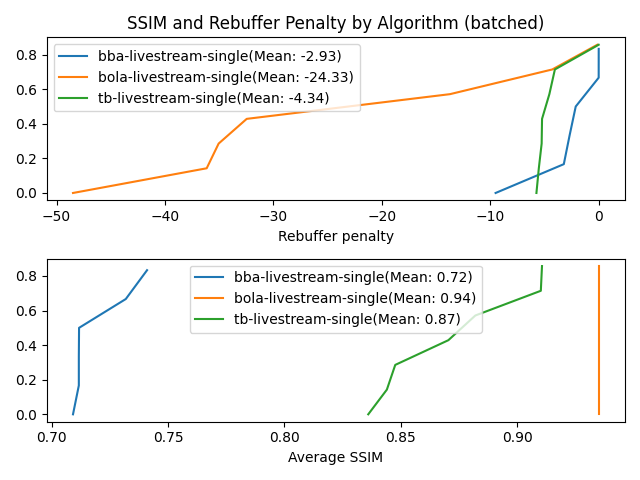 SSIM and Rebuffer Penalty by Algorithm (batched)
0.8
0.6
0.4
0.2
0.0
bba-livestream-single(Mean: -2.93)
bola-livestream-single(Mean: -24.33)
tb-livestream-single(Mean: -4.34)
−50 −40 −30 −20 −10 0
Rebuffer penalty
0.8
0.6
0.4
0.2
0.0
bba-livestream-single(Mean: 0.72)
bola-livestream-single(Mean: 0.94)
tb-livestream-single(Mean: 0.87)
0.70 0.75 0.80 0.85 0.90
Average SSIM